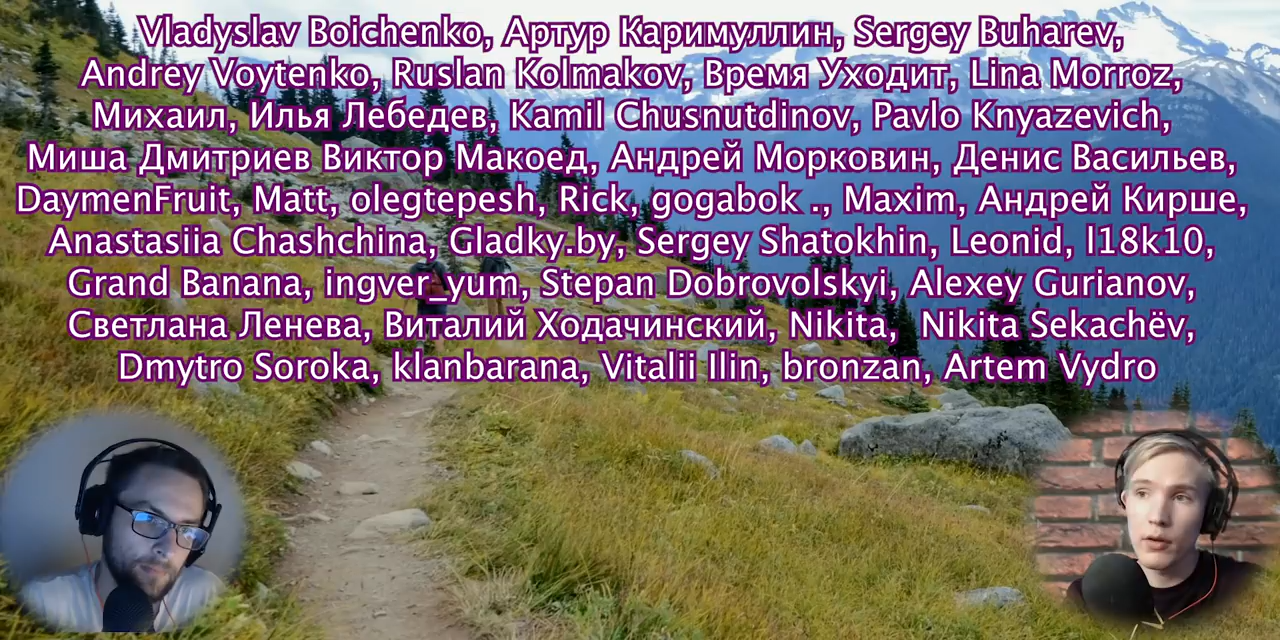 Vladyslav Boichenko, Артур Каримуллин, Sergey Buharev,
Andrey Voytenko, Ruslan Kolmakov, Время Уходит, Lina Morroz,
Михаил, Илья Лебедев, Kamil Chusnutdinov, Pavlo Knyazevich,
Миша Дмитриев Виктор Макоед, Андрей Морковин, Денис Васильев,
DaymenFruit, Matt, olegtepesh, Rick, gogabok ., Maxim, Андрей Кирше,
Anastasiia Chashchina, Gladky.by, Sergey Shatokhin, Leonid, l18k10,
Grand Banana, ingver_yum, Stepan Dobrovolskyi, Alexey Gurianov,
Светлана Ленева, Виталий Ходачинский, Nikita,  Nikita Sekachëv,
Dmytro Soroka, klanbarana, Vitalii Ilin, bronzan, Artem Vydro